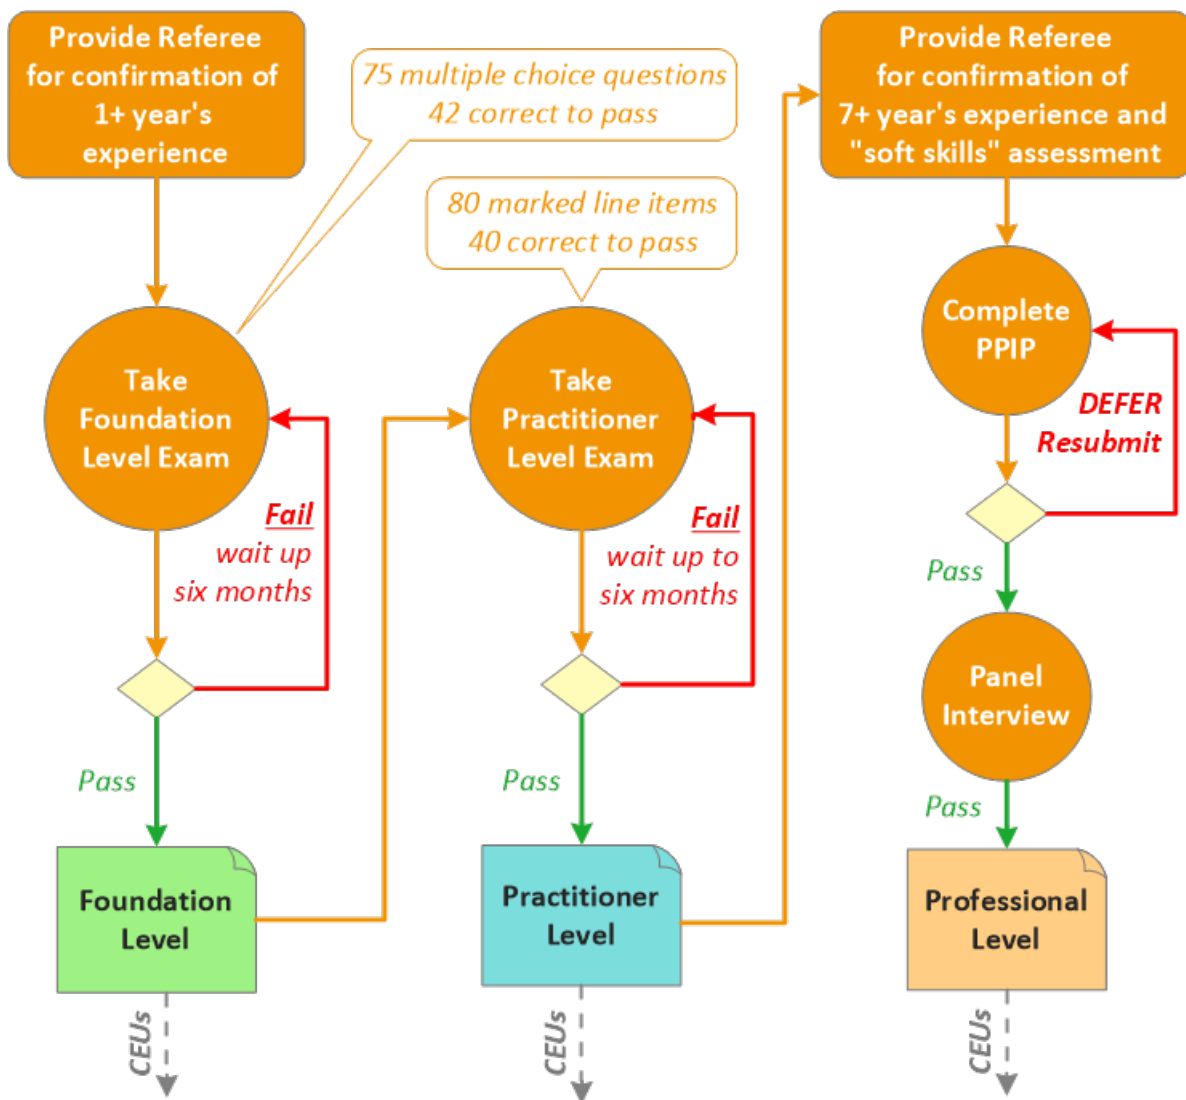 Provide Referee
for confirmation of
1+ year's
experience
75 multiple choice questions
42 correct to pass
80 marked line items
40 correct to pass
Provide Referee
for confirmation of
7+ year's experience and
"soft skills" assessment
Take
Foundation
Level Exam
Fail
wait up
six months
Pass
Foundation
Level
CEUs
Take
Practitioner
Level Exam
Fail
wait up to
six months
Pass
Practitioner
Level
CEUs
Complete
PPIP
DEFER
Resubmit
Pass
Panel
Interview
Pass
Professional
Level
CEUs